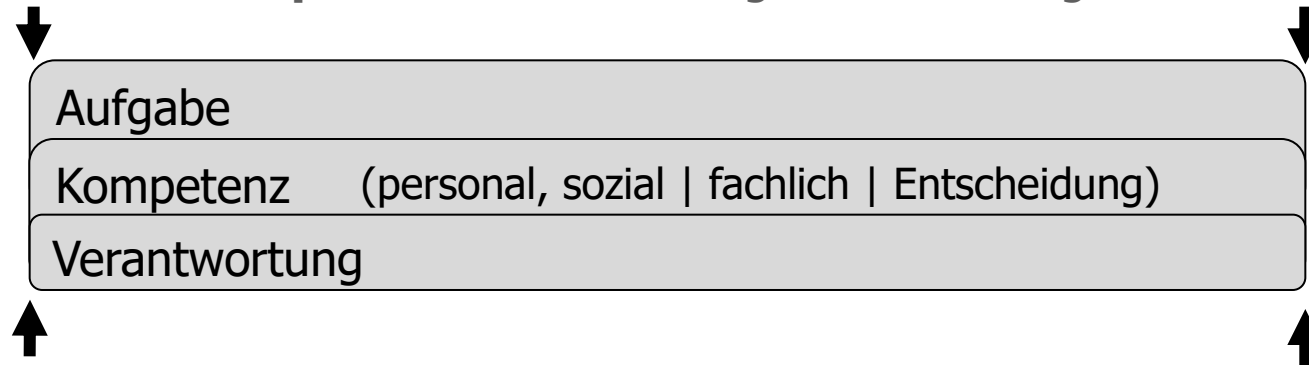 Aufgabe
Kompetenz (personal, sozial | fachlich | Entscheidung)
Verantwortung